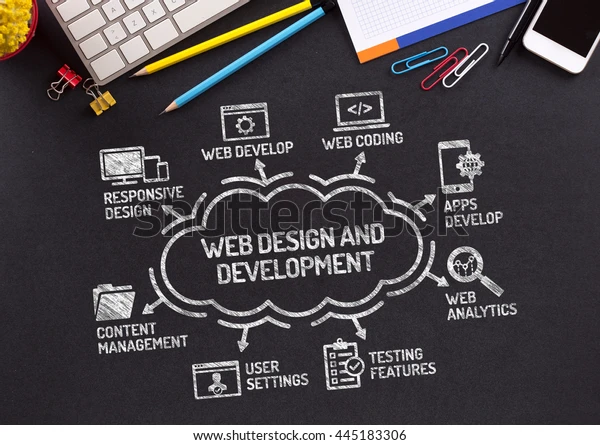 WEB DEVELOP
WEB CODING
RESPONSIVE
DESIGN
APPS
DEVELOP
WEB DESIGN AND
DEVELOPMENT
WEB
ANALYTICS
CONTENT
MANAGEMENT
USER
SETTINGS
TESTING
FEATURES
shutterstock
shutterstock.com · 445183306